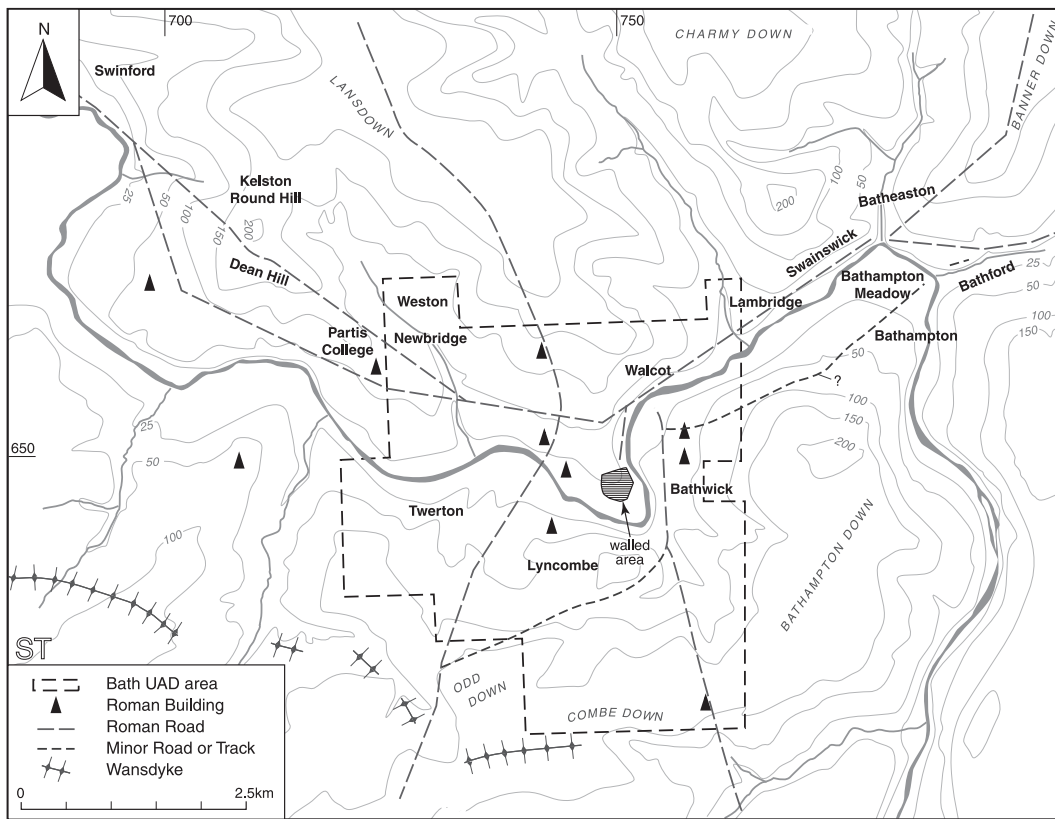 700
750
N
CHARMY DOWN
Swinford
LANSDOWN
BANNER DOWN
Kelston
Round Hill
25
50
100
150
200
100
50
200
Batheaston
Swainswick
Dean Hill
Weston
Lambridge
Bathampton
Meadow
Bathford
25
50
100
150
Partis
College
Newbridge
Walcot
Bathampton
50
?
100
150
200
650
25
50
100
Twerton
Bathwick
walled
area
Lyncombe
BATHAMPTON DOWN
ST
ODD
DOWN
COMBE DOWN
Bath UAD area
Roman Building
Roman Road
Minor Road or Track
Wansdyke
0
2.5km